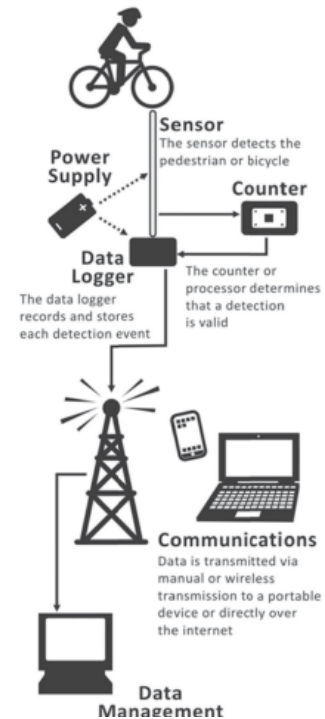 Sensor
The sensor detects the
pedestrian or bicycle
Power
Supply
Counter
Data
Logger
The data logger
records and stores
each detection event
The counter or
processor determines
that a detection
is valid
Communications
Data is transmitted via
manual or wireless
transmission to a portable
device or directly over
the internet
Data
Management